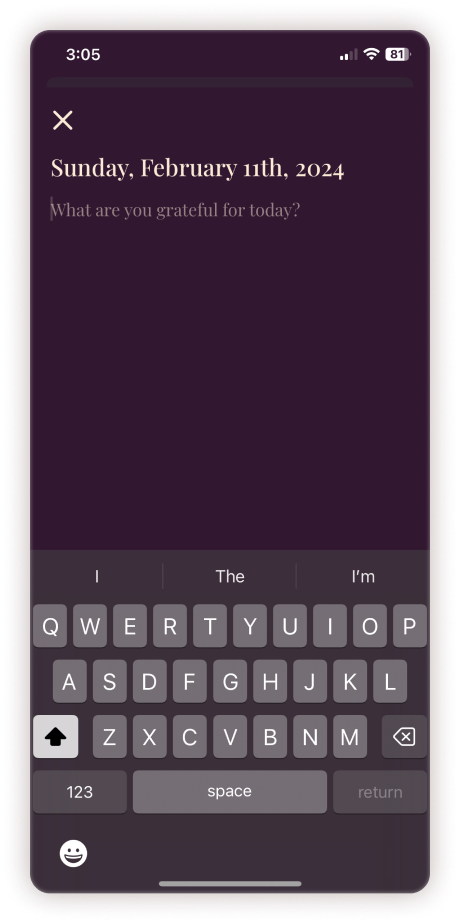 3:05
81
Sunday, February 11th, 2024
What are you grateful for today?
I The I'm
Q W E R T Y U I O P
A S D F G H J K L
Z X C V B N M
123 space return